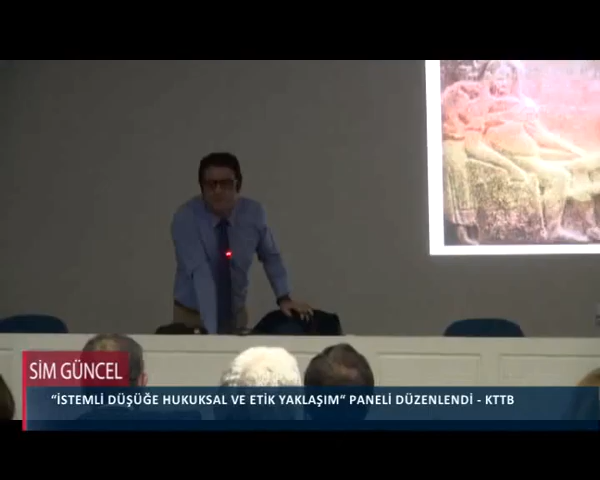 SİM GÜNCEL
“İSTEMLİ DÜŞÜĞE HUKUKSAL VE ETİK YAKLAŞIM“ PANELİ DÜZENLENDİ - KTTB